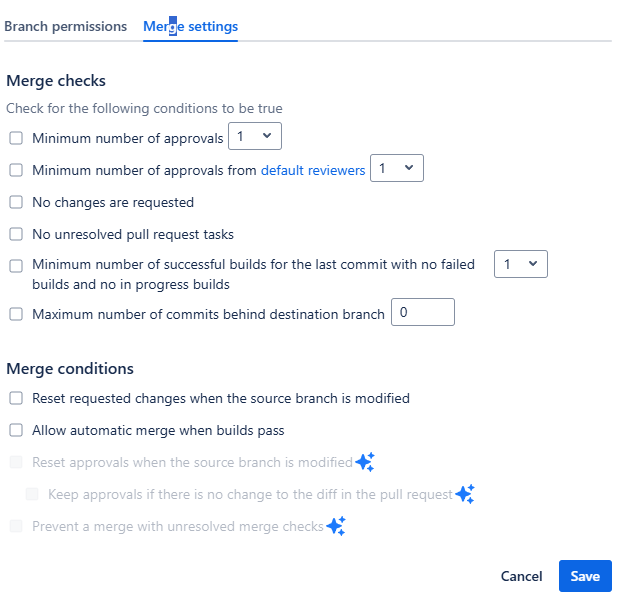 Branch permissions Merge settings
Merge checks
Check for the following conditions to be true
Minimum number of approvals 1
Minimum number of approvals from default reviewers 1
No changes are requested
No unresolved pull request tasks
Minimum number of successful builds for the last commit with no failed 1
builds and no in progress builds
Maximum number of commits behind destination branch 0
Merge conditions
Reset requested changes when the source branch is modified
Allow automatic merge when builds pass
Reset approvals when the source branch is modified
Keep approvals if there is no change to the diff in the pull request
Prevent a merge with unresolved merge checks
Cancel Save